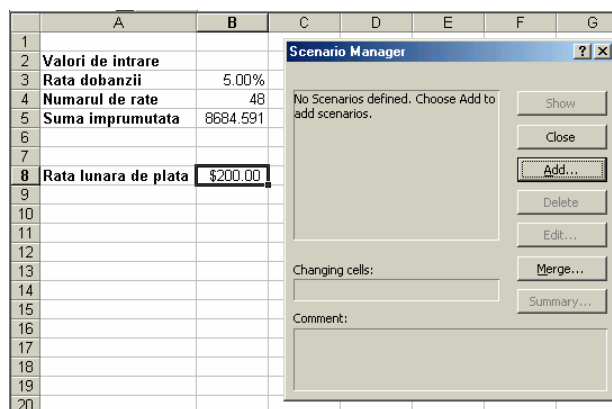 A B C D E F G
1
2 Valori de intrare
3 Rata dobanzii 5.00%
4 Numarul de rate 48
5 Suma imprumutata 8684.591
6
7
8 Rata lunara de plata $200.00
9
10
11
12
13
14
15
16
17
18
19
20
Scenario Manager
No Scenarios defined. Choose Add to
add scenarios.
Show
Close
Add...
Delete
Edit...
Merge...
Summary...
Changing cells:
Comment: